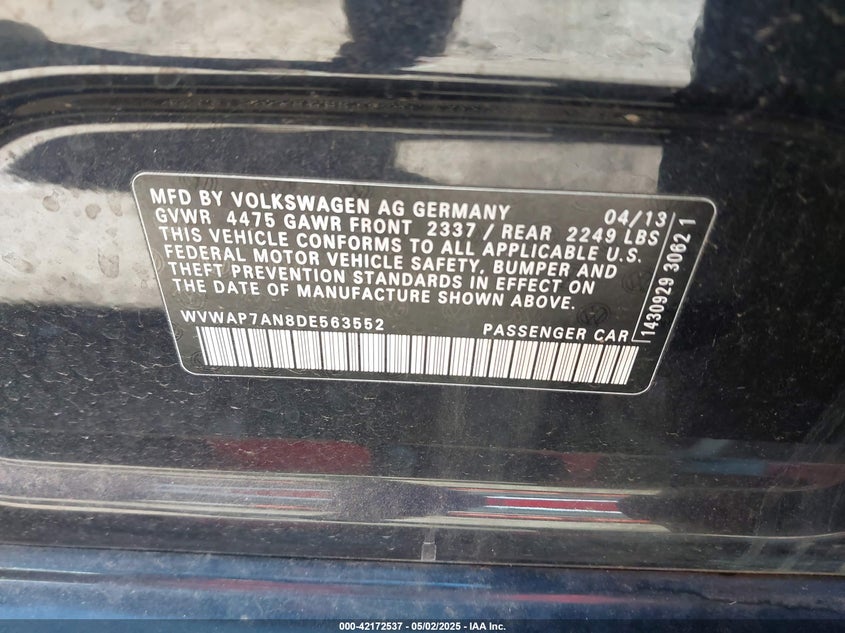 MFD BY VOLKSWAGEN AG GERMANY 04/13
GVWR 4475 GAWR FRONT 2337 / REAR 2249 LBS
THIS VEHICLE CONFORMS TO ALL APPLICABLE U.S.
FEDERAL MOTOR VEHICLE SAFETY, BUMPER AND
THEFT PREVENTION STANDARDS IN EFFECT ON
THE DATE OF MANUFACTURE SHOWN ABOVE.
WVWAP7AN8DE563552 PASSENGER CAR
1430929 3062 1
000-42172537 - 05/02/2025 - IAA Inc.